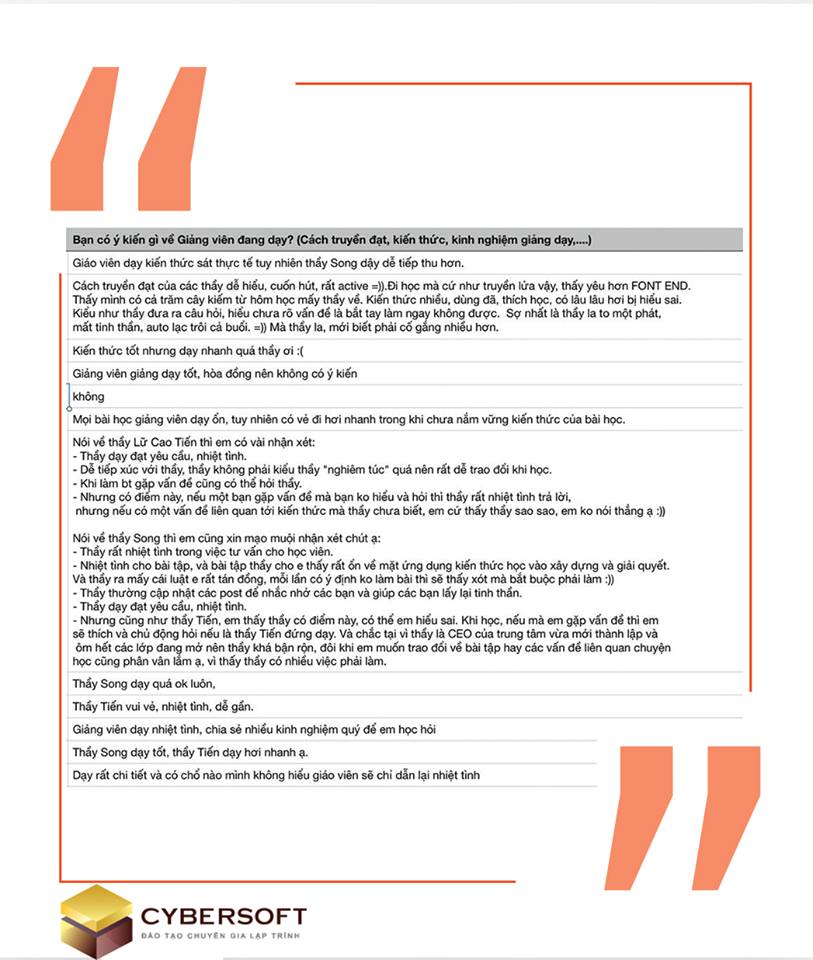 Bạn có ý kiến gì về Giảng viên đang dạy? (Cách truyền đạt, kiến thức, kinh nghiệm giảng dạy,....)
Giáo viên dạy kiến thức sát thực tế tuy nhiên thầy Song dậy dễ tiếp thu hơn.
Cách truyền đạt của các thầy dễ hiểu, cuốn hút, rất active =)).Đi học mà cứ như truyền lửa vậy, thấy yêu hơn FONT END.
Thấy mình có cả trăm cây kiếm từ hôm học mấy thầy về. Kiến thức nhiều, dùng đã, thích học, có lâu lâu hơi bị hiểu sai.
Kiểu như thầy đưa ra câu hỏi, hiểu chưa rõ vấn đề là bắt tay làm ngay không được.  Sợ nhất là thầy la to một phát,
mất tinh thần, auto lạc trôi cả buổi. =)) Mà thầy la, mới biết phải cố gắng nhiều hơn.
Kiến thức tốt nhưng dạy nhanh quá thầy ơi :(
Giảng viên giảng dạy tốt, hòa đồng nên không có ý kiến
không
Mọi bài học giảng viên dạy ổn, tuy nhiên có vẻ đi hơi nhanh trong khi chưa nắm vững kiến thức của bài học.
Nói về thầy Lữ Cao Tiến thì em có vài nhận xét:
- Thầy dạy đạt yêu cầu, nhiệt tình.
- Dễ tiếp xúc với thầy, thầy không phải kiểu thầy "nghiêm túc" quá nên rất dễ trao đổi khi học.
- Khi làm bt gặp vấn đề cũng có thể hỏi thầy.
- Nhưng có điểm này, nếu một bạn gặp vấn đề mà bạn ko hiểu và hỏi thì thầy rất nhiệt tình trả lời,
nhưng nếu có một vấn đề liên quan tới kiến thức mà thầy chưa biết, em cứ thấy thầy sao sao, em ko nói thẳng ạ :))
Nói về thầy Song thì em cũng xin mạo muội nhận xét chút ạ:
- Thầy rất nhiệt tình trong việc tư vấn cho học viên.
- Nhiệt tình cho bài tập, và bài tập thầy cho e thấy rất ổn về mặt ứng dụng kiến thức học vào xây dựng và giải quyết.
Và thầy ra mấy cái luật e rất tán đồng, mỗi lần có ý định ko làm bài thì sẽ thấy xót mà bắt buộc phải làm :))
- Thầy thường cập nhật các post để nhắc nhở các bạn và giúp các bạn lấy lại tinh thần.
- Thầy dạy đạt yêu cầu, nhiệt tình.
- Nhưng cũng như thầy Tiến, em thấy thầy có điểm này, có thể em hiểu sai. Khi học, nếu mà em gặp vấn đề thì em
sẽ thích và chủ động hỏi nếu là thầy Tiến đứng dạy. Và chắc tại vì thầy là CEO của trung tâm vừa mới thành lập và
ôm hết các lớp đang mở nên thầy khá bận rộn, đôi khi em muốn trao đổi về bài tập hay các vấn đề liên quan chuyện
học cũng phân vân lắm ạ, vì thấy thầy có nhiều việc phải làm.
Thầy Song dạy quá ok luôn,
Thầy Tiến vui vẻ, nhiệt tình, dễ gần.
Giảng viên dạy nhiệt tình, chia sẻ nhiều kinh nghiệm quý để em học hỏi
Thầy Song dạy tốt, thầy Tiến dạy hơi nhanh ạ.
Dạy rất chi tiết và có chổ nào mình không hiểu giáo viên sẽ chỉ dẫn lại nhiệt tình
CYBERSOFT
ĐÀO TẠO CHUYÊN GIA LẬP TRÌNH